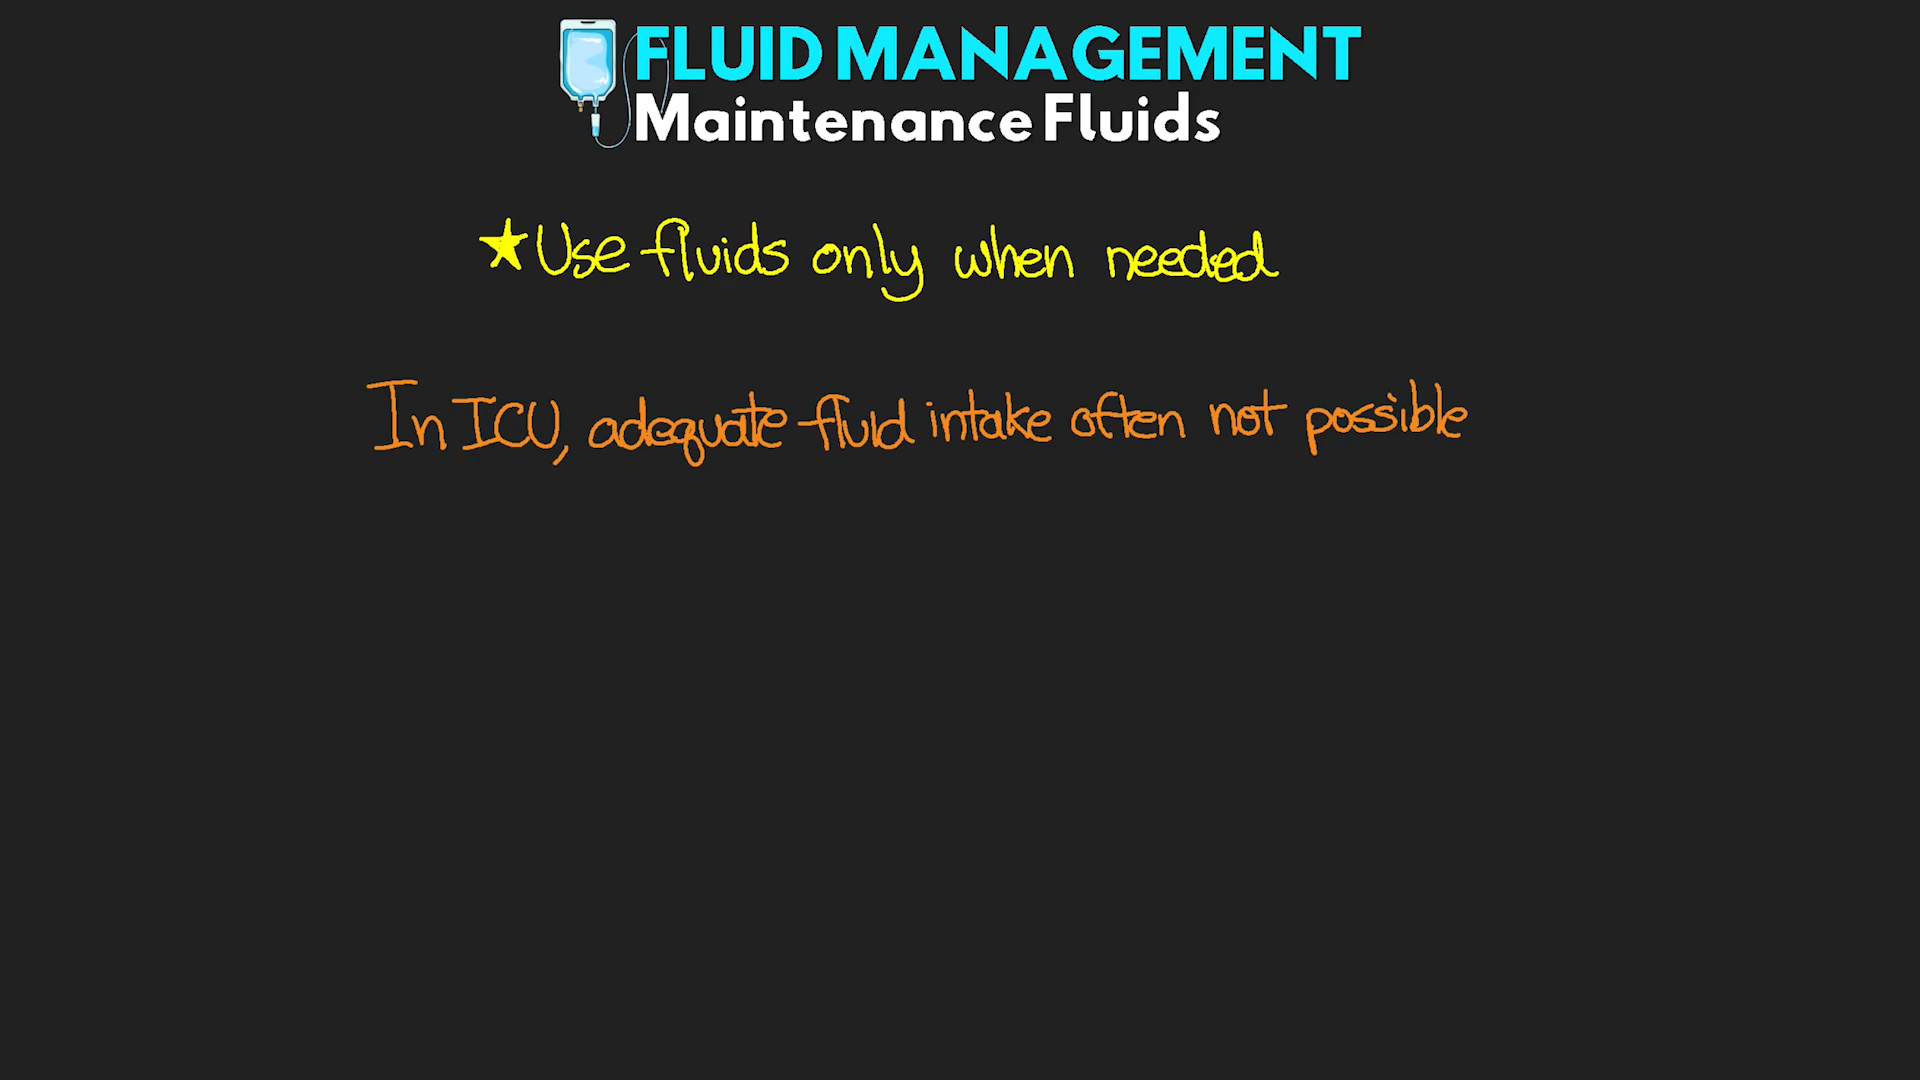 FLUID MANAGEMENT
Maintenance Fluids
★Use fluids only when needed
In ICU, adequate fluid intake often not possible